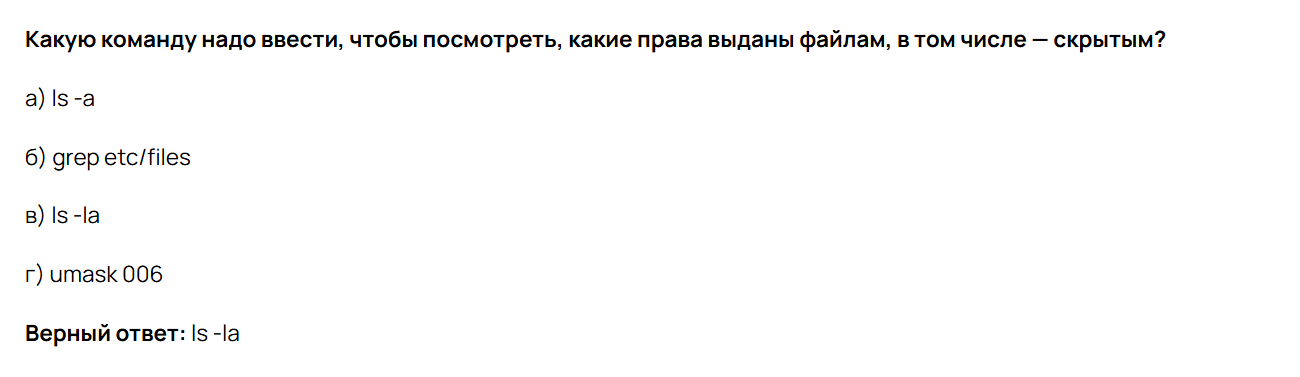 Какую команду надо ввести, чтобы посмотреть, какие права выданы файлам, в том числе — скрытым?
а) ls -a
б) grep etc/files
в) ls -la
г) umask 006
Верный ответ: ls -la